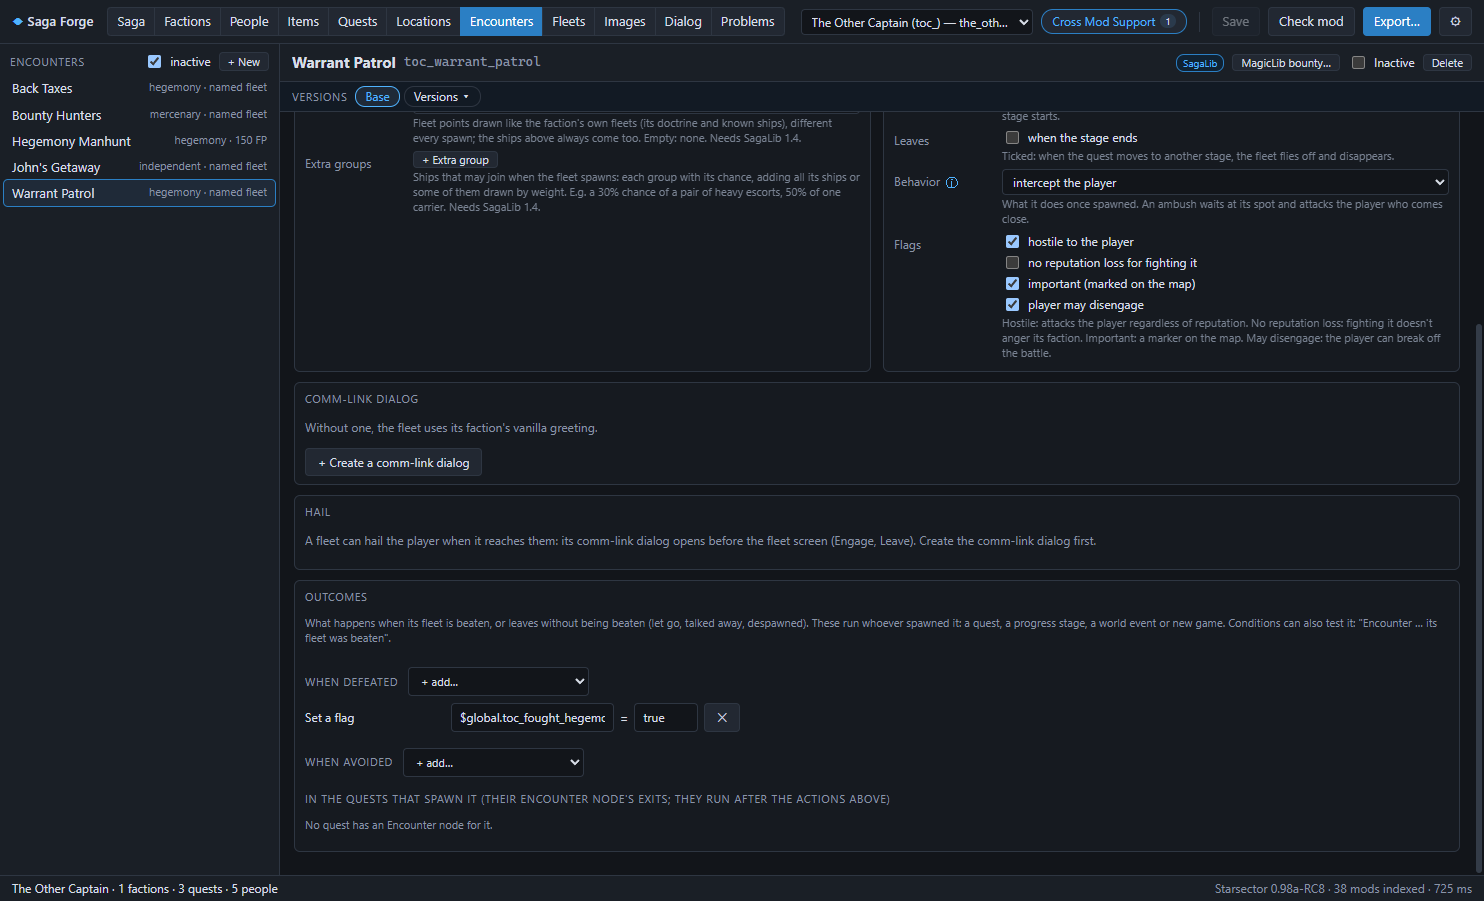 Saga Forge
Saga
Factions
People
Items
Quests
Locations
Encounters
Fleets
Images
Dialog
Problems
The Other Captain (toc_) — the_oth...
Cross Mod Support 1
Save
Check mod
Export...
ENCOUNTERS
inactive
+ New
Back Taxes
hegemony · named fleet
Bounty Hunters
mercenary · named fleet
Hegemony Manhunt
hegemony · 150 FP
John's Getaway
independent · named fleet
Warrant Patrol
hegemony · named fleet
Warrant Patrol toc_warrant_patrol
SagaLib
MagicLib bounty...
Inactive
Delete
VERSIONS
Base
Versions
Fleet points drawn like the faction's own fleets (its doctrine and known ships), different
every spawn; the ships above always come too. Empty: none. Needs SagaLib 1.4.
Extra groups
+ Extra group
Ships that may join when the fleet spawns: each group with its chance, adding all its ships or
some of them drawn by weight. E.g. a 30% chance of a pair of heavy escorts, 50% of one
carrier. Needs SagaLib 1.4.
stage starts.
Leaves
when the stage ends
Ticked: when the quest moves to another stage, the fleet flies off and disappears.
Behavior
intercept the player
What it does once spawned. An ambush waits at its spot and attacks the player who comes
close.
Flags
hostile to the player
no reputation loss for fighting it
important (marked on the map)
player may disengage
Hostile: attacks the player regardless of reputation. No reputation loss: fighting it doesn't
anger its faction. Important: a marker on the map. May disengage: the player can break off
the battle.
COMM-LINK DIALOG
Without one, the fleet uses its faction's vanilla greeting.
+ Create a comm-link dialog
HAIL
A fleet can hail the player when it reaches them: its comm-link dialog opens before the fleet screen (Engage, Leave). Create the comm-link dialog first.
OUTCOMES
What happens when its fleet is beaten, or leaves without being beaten (let go, talked away, despawned). These run whoever spawned it: a quest, a progress stage, a world event or new game. Conditions can also test it: "Encounter ... its
fleet was beaten".
WHEN DEFEATED
+ add...
Set a flag
$global.toc_fought_hegemo
=
true
WHEN AVOIDED
+ add...
IN THE QUESTS THAT SPAWN IT (THEIR ENCOUNTER NODE'S EXITS; THEY RUN AFTER THE ACTIONS ABOVE)
No quest has an Encounter node for it.
The Other Captain · 1 factions · 3 quests · 5 people
Starsector 0.98a-RC8 · 38 mods indexed · 725 ms